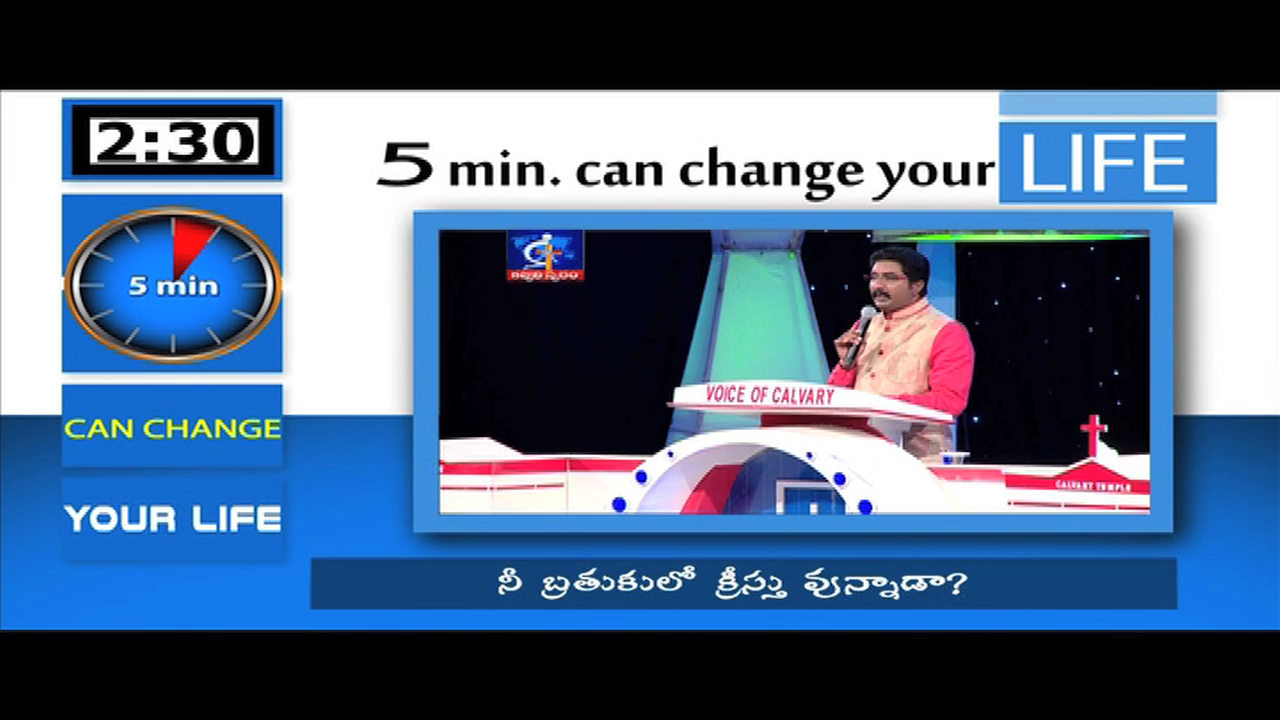 2:30
5 min. can change your LIFE
5 min
CAN CHANGE
YOUR LIFE
VOICE OF CALVARY
CALVARY TEMPLE
నీ బ్రతుకులో క్రీస్తు వున్నాడా?